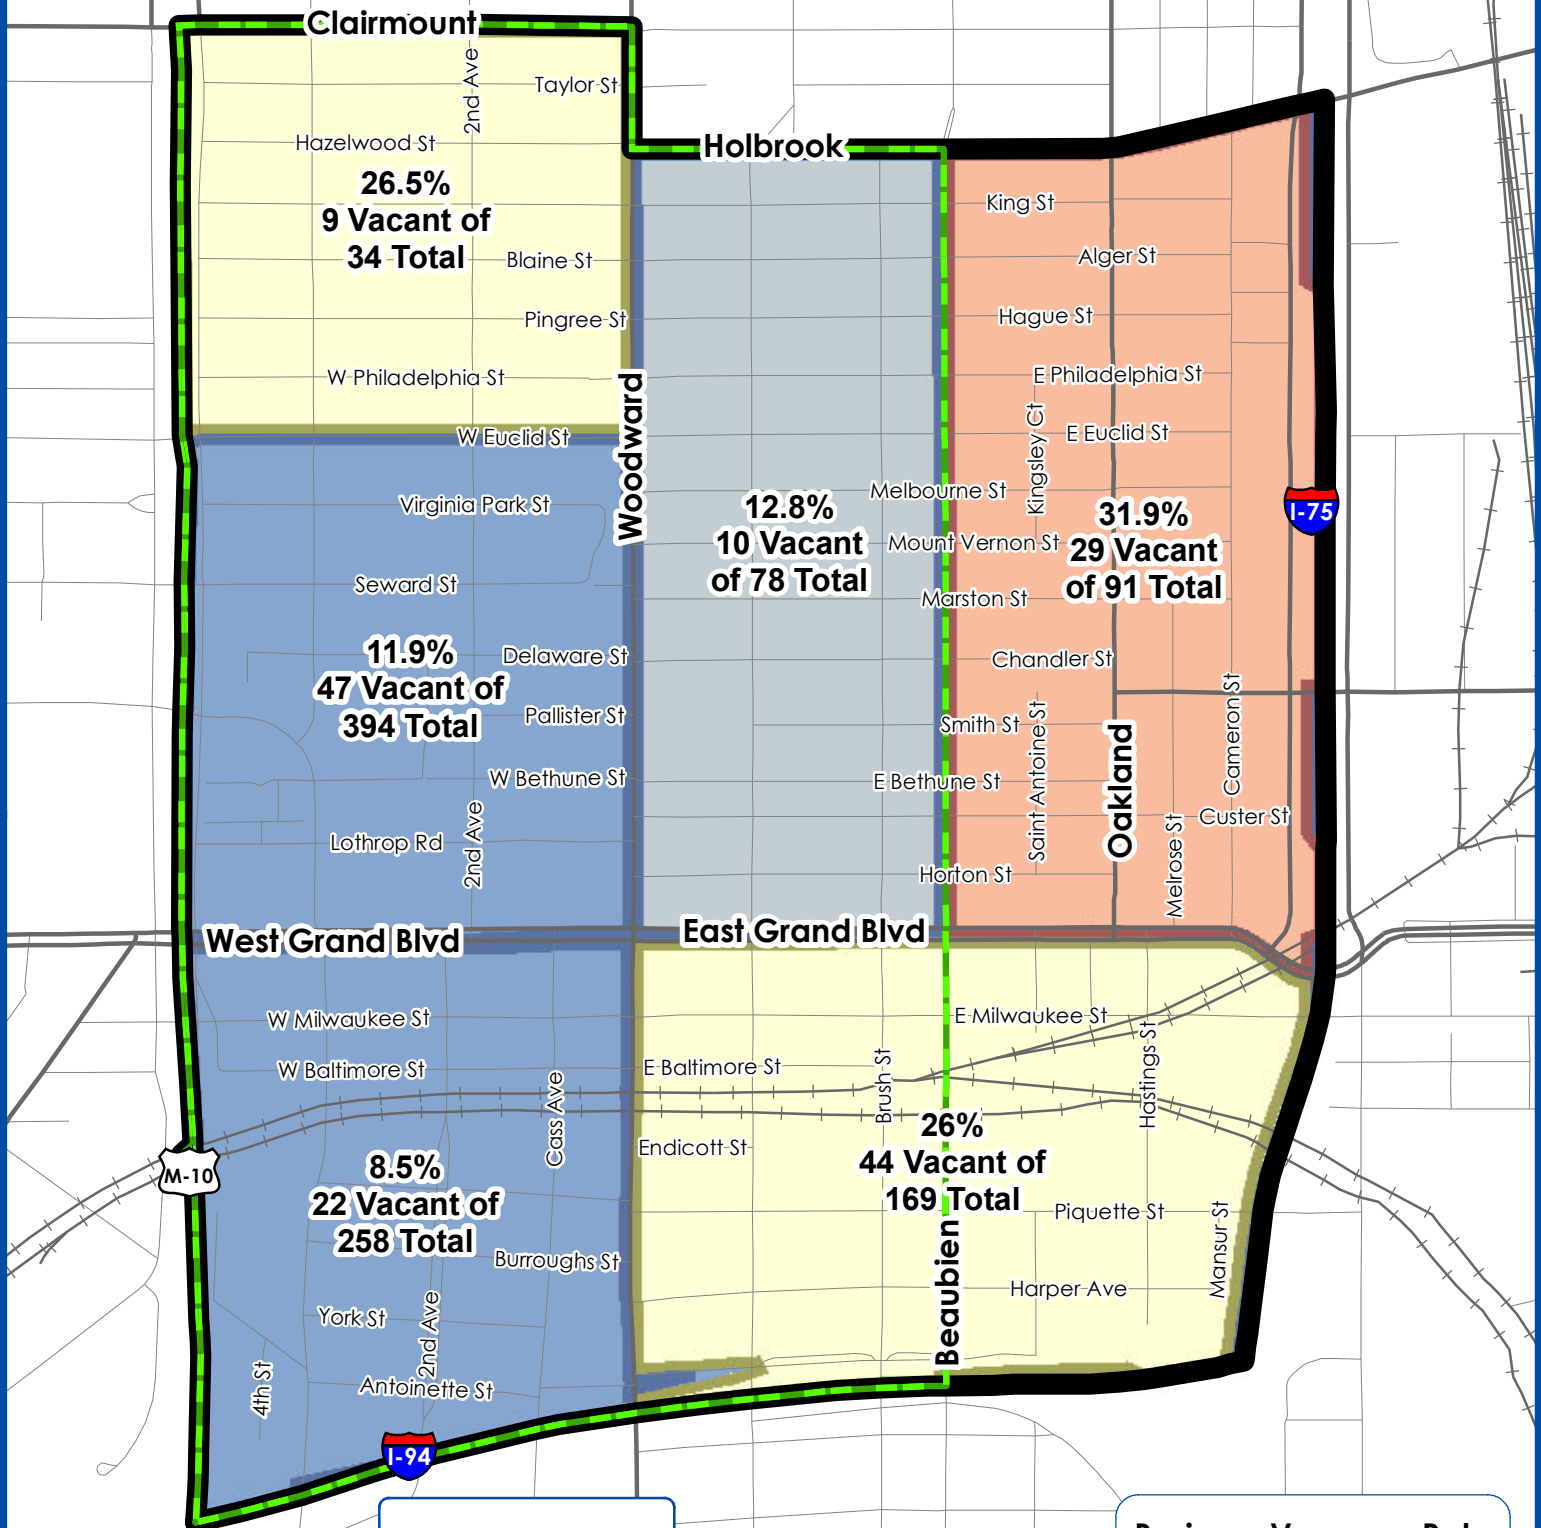 Clairmount
2nd Ave
Taylor St
Hazelwood St
26.5%
9 Vacant of
34 Total
Blaine St
Pingree St
W Philadelphia St
W Euclid St
Holbrook
Woodward
King St
Alger St
Hague St
E Philadelphia St
Kingsley Ct
E Euclid St
Melbourne St
Mount Vernon St
Marston St
Chandler St
Smith St
E Bethune St
Horton St
12.8%
10 Vacant
of 78 Total
31.9%
29 Vacant
of 91 Total
I-75
Saint Antoine St
Oakland
Cameron St
Custer St
Melrose St
Virginia Park St
Seward St
11.9%
47 Vacant of
394 Total
Delaware St
Pallister St
W Bethune St
2nd Ave
Lothrop Rd
West Grand Blvd
East Grand Blvd
W Milwaukee St
W Baltimore St
Cass Ave
M-10
8.5%
22 Vacant of
258 Total
Burroughs St
York St
2nd Ave
4th St
Antoinette St
I-94
E Milwaukee St
E Baltimore St
Brush St
Hastings St
Endicott St
26%
44 Vacant of
169 Total
Piquette St
Mansur St
Harper Ave
Beaubien